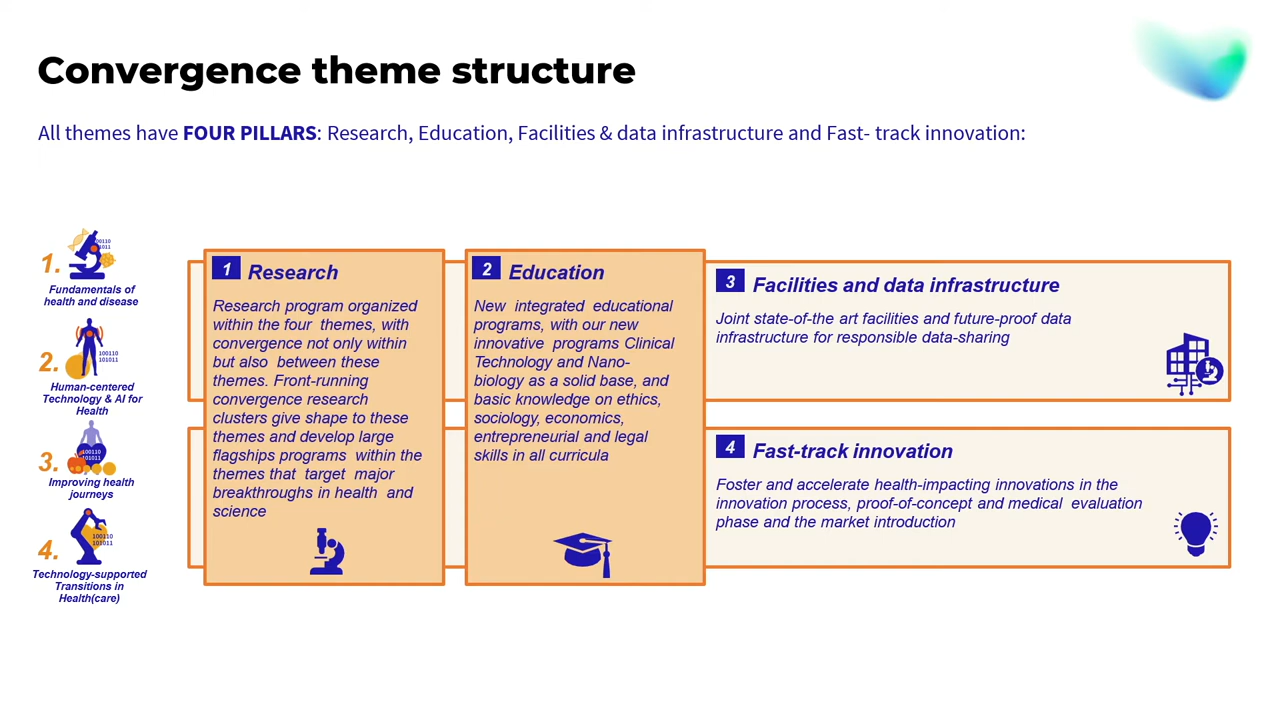 Convergence theme structure
All themes have FOUR PILLARS: Research, Education, Facilities & data infrastructure and Fast- track innovation:
1.
00110
1011
Fundamentals of
health and disease
2.
100110
101011
Human-centered
Technology & AI for
Health
3.
100110
101011
Improving health
journeys
4.
100110
101011
Technology-supported
Transitions in
Health(care)
1 Research
Research program organized
within the four themes, with
convergence not only within
but also between these
themes. Front-running
convergence research
clusters give shape to these
themes and develop large
flagships programs within the
themes that target major
breakthroughs in health and
science
2 Education
New integrated educational
programs, with our new
innovative programs Clinical
Technology and Nano-
biology as a solid base, and
basic knowledge on ethics,
sociology, economics,
entrepreneurial and legal
skills in all curricula
3 Facilities and data infrastructure
Joint state-of-the art facilities and future-proof data
infrastructure for responsible data-sharing
4 Fast-track innovation
Foster and accelerate health-impacting innovations in the
innovation process, proof-of-concept and medical evaluation
phase and the market introduction